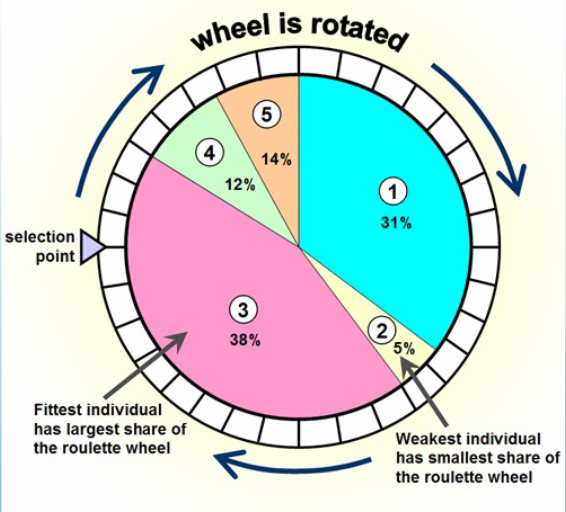 wheel is rotated
5
14%
4
12%
1
31%
selection
point
3
38%
2
5%
Fittest individual
has largest share of
the roulette wheel
Weakest individual
has smallest share of
the roulette wheel